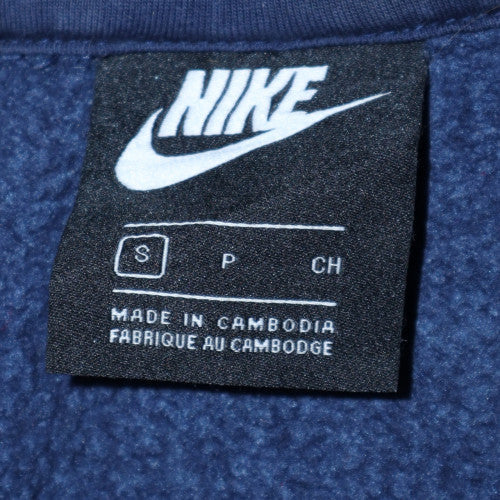 NIKE
S P CH
MADE IN CAMBODIA
FABRIQUE AU CAMBODGE